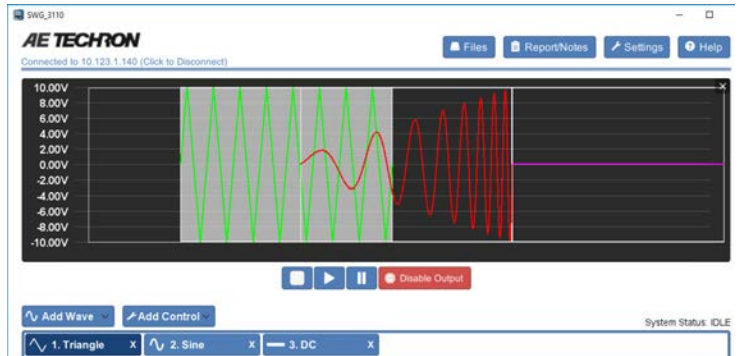 SWG_3110
AE TECHRON
Files Report/Notes Settings Help
Connected to 10.123.1.140 (Click to Disconnect)
10.00V
8.00V
6.00V
4.00V
2.00V
0.00V
-2.00V
-4.00V
-6.00V
-8.00V
-10.00V
Disable Output
Add Wave Add Control
System Status: IDLE
1. Triangle X 2. Sine X 3. DC X